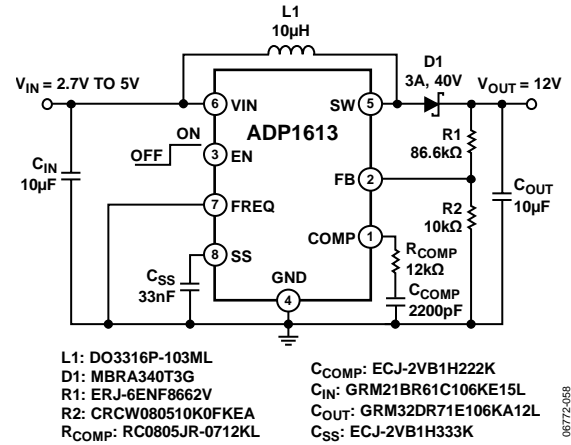 L1
10µH
D1
3A, 40V
VIN = 2.7V TO 5V
VOUT = 12V
6 VIN
SW 5
ADP1613
ON
OFF
3 EN
R1
86.6kΩ
CIN
10µF
FB 2
COUT
10µF
7 FREQ
R2
10kΩ
COMP 1
8 SS
RCOMP
12kΩ
CSS
33nF
GND
4
CCOMP
2200pF
L1: DO3316P-103ML
D1: MBRA340T3G
R1: ERJ-6ENF8662V
R2: CRCW080510K0FKEA
RCOMP: RC0805JR-0712KL
CCOMP: ECJ-2VB1H222K
CIN: GRM21BR61C106KE15L
COUT: GRM32DR71E106KA12L
CSS: ECJ-2VB1H333K
06772-058